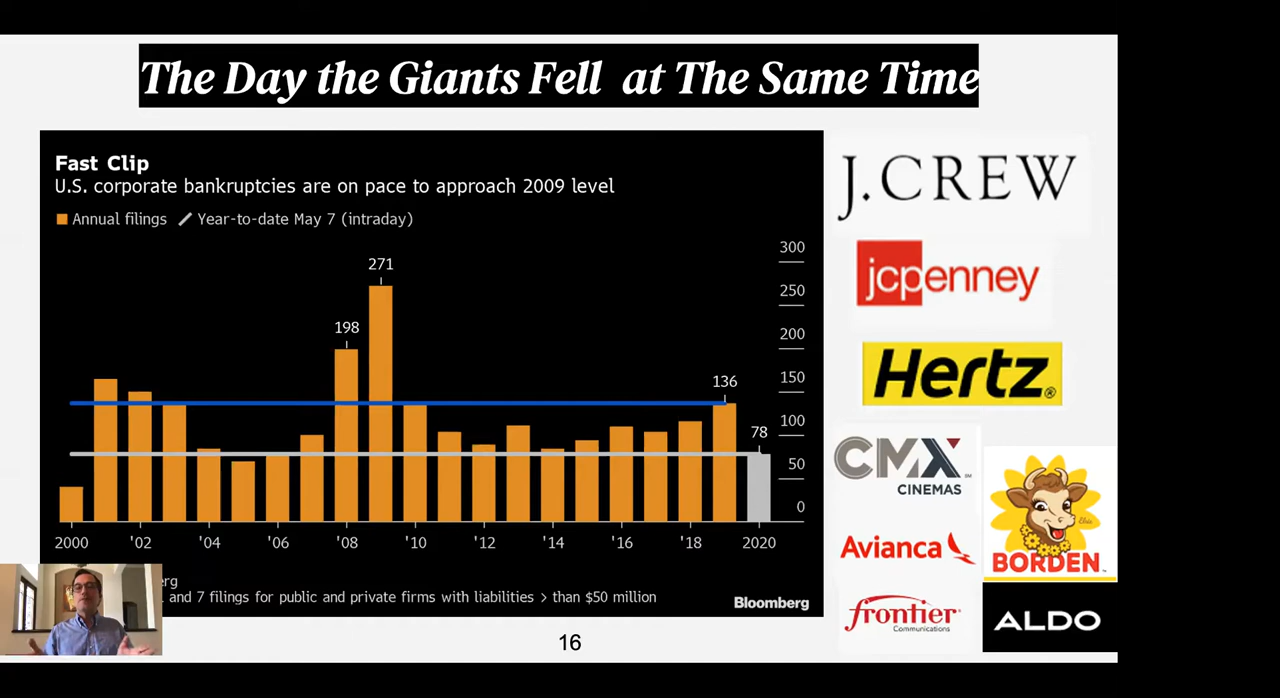 The Day the Giants Fell at The Same Time
Fast Clip
U.S. corporate bankruptcies are on pace to approach 2009 level
Annual filings Year-to-date May 7 (intraday)
300
271
250
198
200
150
136
100
78
50
0
2000 '02 '04 '06 '08 '10 '12 '14 '16 '18 2020
erg
and 7 filings for public and private firms with liabilities > than $50 million
Bloomberg
J.CREW
jcpenney
Hertz®
CMX
CINEMAS
Avianca
Elsie
BORDEN
frontier
Communications
ALDO
16